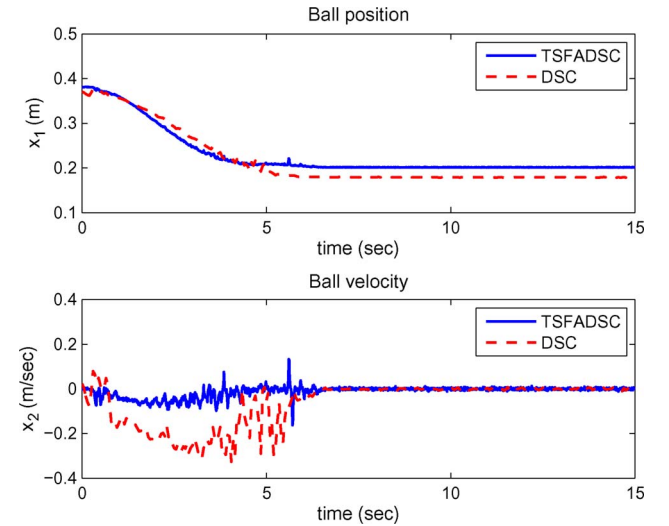 Ball position
0.5
0.4
0.3
0.2
0.1
x1 (m)
TSFADSC
DSC
0 5 10 15
time (sec)
Ball velocity
0.4
0.2
0
−0.2
−0.4
x2 (m/sec)
TSFADSC
DSC
0 5 10 15
time (sec)